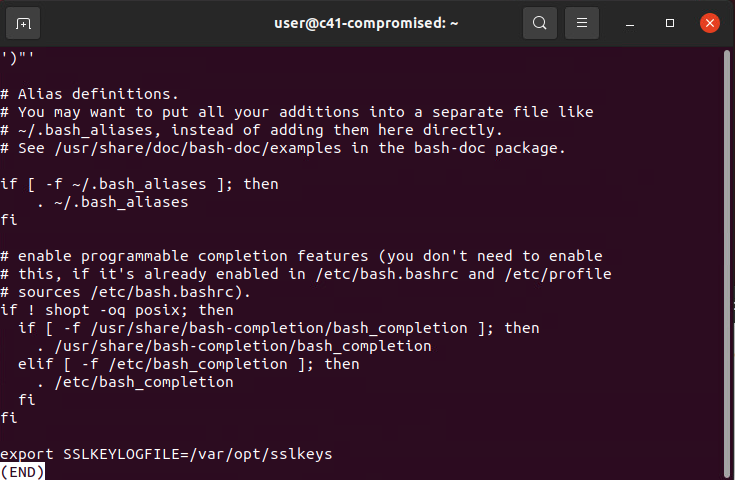 user@c41-compromised: ~
')"'
# Alias definitions.
# You may want to put all your additions into a separate file like
# ~/.bash_aliases, instead of adding them here directly.
# See /usr/share/doc/bash-doc/examples in the bash-doc package.
if [ -f ~/.bash_aliases ]; then
    . ~/.bash_aliases
fi
# enable programmable completion features (you don't need to enable
# this, if it's already enabled in /etc/bash.bashrc and /etc/profile
# sources /etc/bash.bashrc).
if ! shopt -oq posix; then
  if [ -f /usr/share/bash-completion/bash_completion ]; then
    . /usr/share/bash-completion/bash_completion
  elif [ -f /etc/bash_completion ]; then
    . /etc/bash_completion
  fi
fi
export SSLKEYLOGFILE=/var/opt/sslkeys
(END)